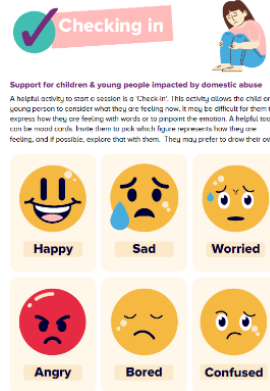 Checking in
Support for children & young people impacted by domestic abuse
A helpful activity to start a session is a 'Check-in'. This activity allows the child or
young person to consider what they are feeling now. It may be difficult for them t
express how they are feeling with words or to pinpoint the emotion. A helpful too
can be mood cards. Invite them to pick which figure represents how they are
feeling, and if possible, explore that with them. They may prefer to draw their ow
Happy
Sad
Worried
Angry
Bored
Confused